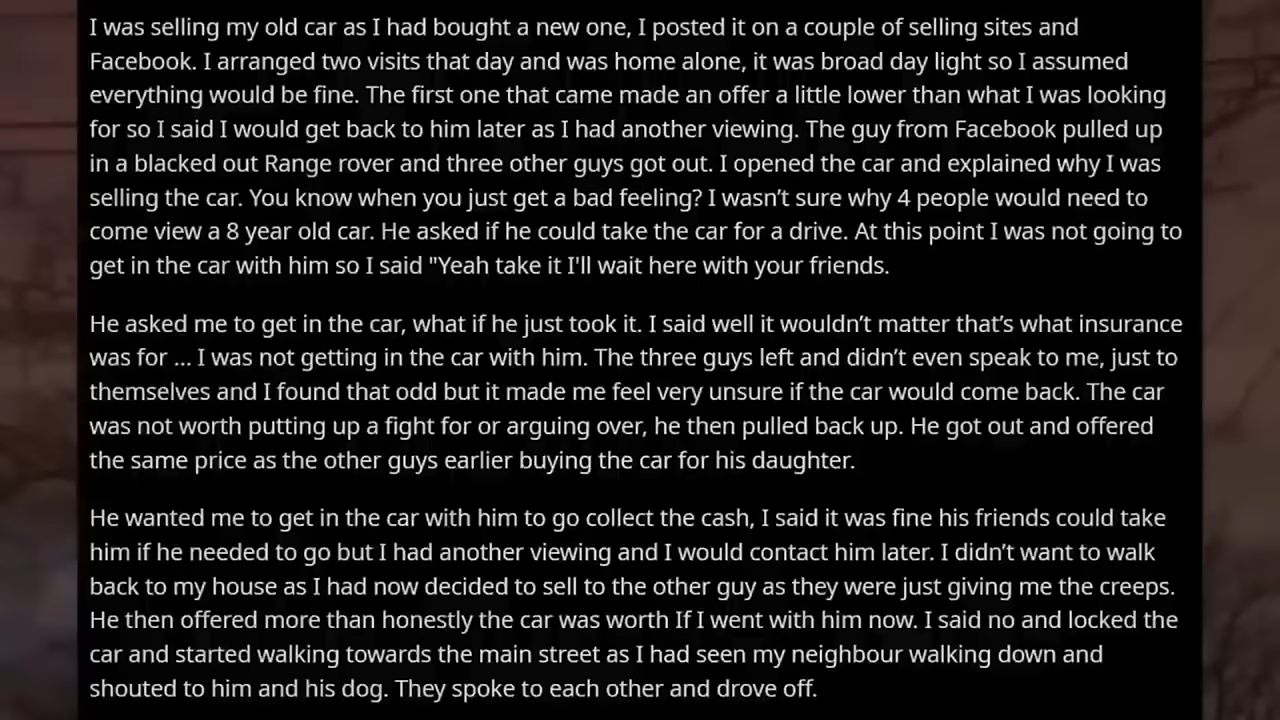 I was selling my old car as I had bought a new one, I posted it on a couple of selling sites and
Facebook. I arranged two visits that day and was home alone, it was broad day light so I assumed
everything would be fine. The first one that came made an offer a little lower than what I was looking
for so I said I would get back to him later as I had another viewing. The guy from Facebook pulled up
in a blacked out Range rover and three other guys got out. I opened the car and explained why I was
selling the car. You know when you just get a bad feeling? I wasn’t sure why 4 people would need to
come view a 8 year old car. He asked if he could take the car for a drive. At this point I was not going to
get in the car with him so I said "Yeah take it I'll wait here with your friends.
He asked me to get in the car, what if he just took it. I said well it wouldn’t matter that’s what insurance
was for ... I was not getting in the car with him. The three guys left and didn’t even speak to me, just to
themselves and I found that odd but it made me feel very unsure if the car would come back. The car
was not worth putting up a fight for or arguing over, he then pulled back up. He got out and offered
the same price as the other guys earlier buying the car for his daughter.
He wanted me to get in the car with him to go collect the cash, I said it was fine his friends could take
him if he needed to go but I had another viewing and I would contact him later. I didn’t want to walk
back to my house as I had now decided to sell to the other guy as they were just giving me the creeps.
He then offered more than honestly the car was worth If I went with him now. I said no and locked the
car and started walking towards the main street as I had seen my neighbour walking down and
shouted to him and his dog. They spoke to each other and drove off.